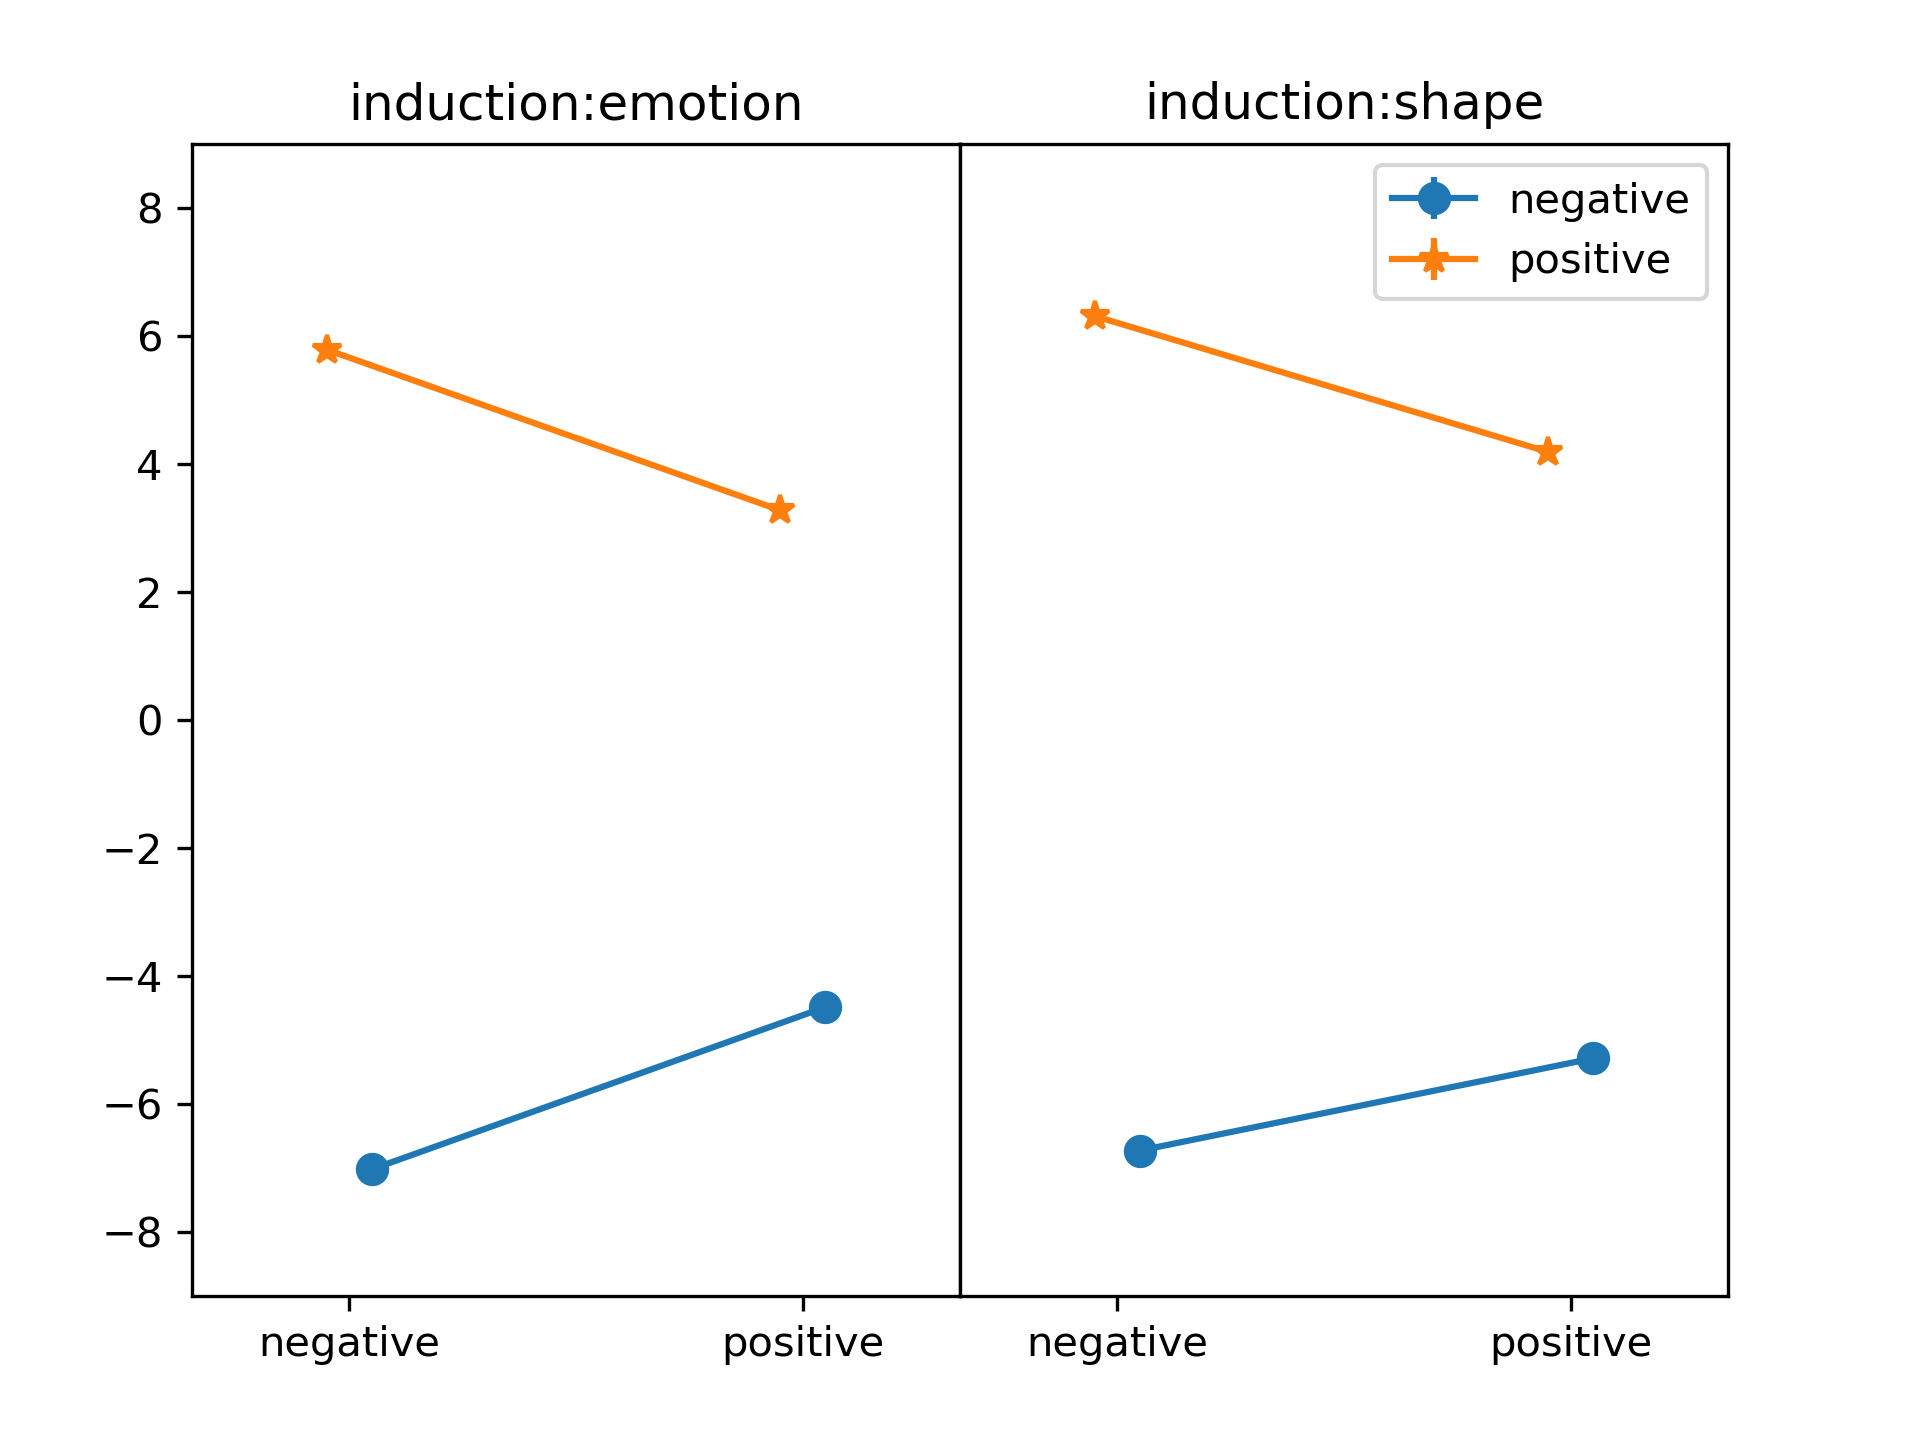 induction:emotion
induction:shape
negative
positive
8
6
4
2
0
−2
−4
−6
−8
negative
positive
negative
positive